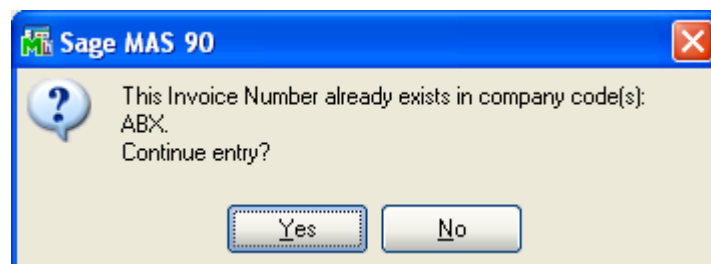 Sage MAS 90
This Invoice Number already exists in company code(s):
ABX.
Continue entry?
Yes
No